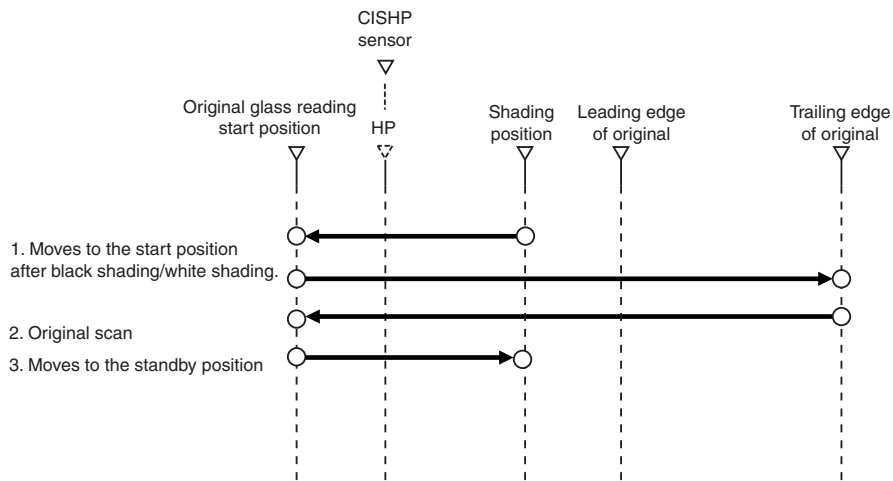 CISHP
sensor
Original glass reading
start position
HP
Shading
position
Leading edge
of original
Trailing edge
of original
1. Moves to the start position
after black shading/white shading.
2. Original scan
3. Moves to the standby position